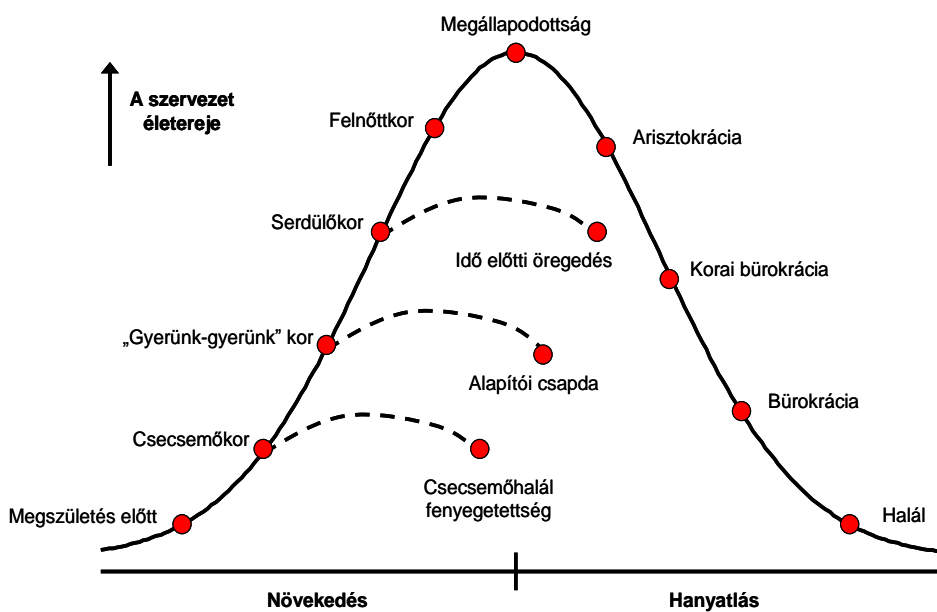 Megállapodottság
A szervezet
életereje
Felnőttkor
Arisztokrácia
Serdülőkor
Idő előtti öregedés
Korai bürokrácia
„Gyerünk-gyerünk” kor
Alapítói csapda
Bürokrácia
Csecsemőkor
Csecsemőhalál
fenyegetettség
Megszületés előtt
Halál
Növekedés
Hanyatlás